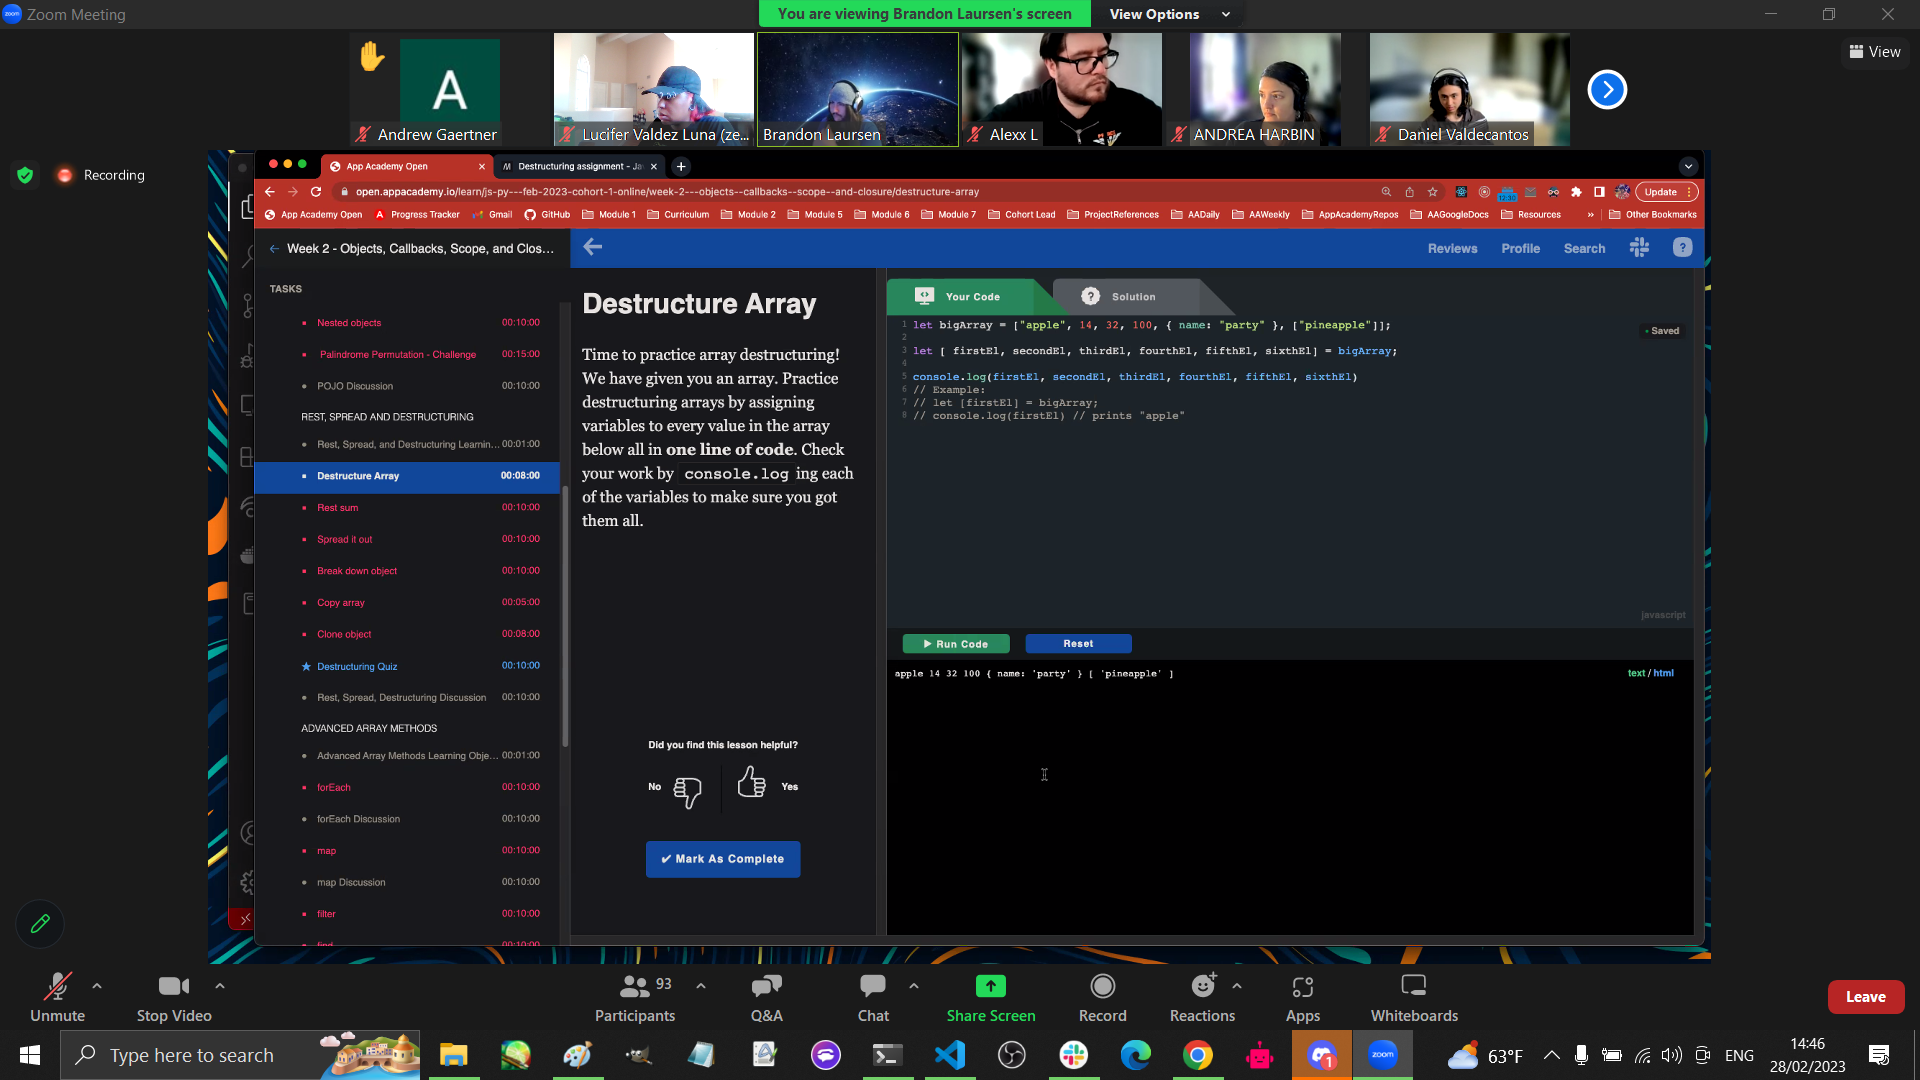 zoom Zoom Meeting
You are viewing Brandon Laursen's screen
View Options
View
A
Andrew Gaertner
Lucifer Valdez Luna (ze...
Brandon Laursen
Alexx L
ANDREA HARBIN
Daniel Valdecantos
Recording
App Academy Open
Destructuring assignment - Ja
open.appacademy.io/learn/js-py---feb-2023-cohort-1-online/week-2---objects--callbacks--scope--and-closure/destructure-array
12:30
Update
App Academy Open
Progress Tracker
Gmail
GitHub
Module 1
Curriculum
Module 2
Module 5
Module 6
Module 7
Cohort Lead
ProjectReferences
AADaily
AAWeekly
AppAcademyRepos
AAGoogleDocs
Resources
»
Other Bookmarks
Week 2 - Objects, Callbacks, Scope, and Clos...
Reviews
Profile
Search
?
TASKS
Nested objects 00:10:00
Palindrome Permutation - Challenge 00:15:00
POJO Discussion 00:10:00
REST, SPREAD AND DESTRUCTURING
Rest, Spread, and Destructuring Learnin... 00:01:00
Destructure Array 00:08:00
Rest sum 00:10:00
Spread it out 00:10:00
Break down object 00:10:00
Copy array 00:05:00
Clone object 00:08:00
Destructuring Quiz 00:10:00
Rest, Spread, Destructuring Discussion 00:10:00
ADVANCED ARRAY METHODS
Advanced Array Methods Learning Obje... 00:01:00
forEach 00:10:00
forEach Discussion 00:10:00
map 00:10:00
map Discussion 00:10:00
filter 00:10:00
find 00:10:00
Destructure Array
Time to practice array destructuring!
We have given you an array. Practice
destructuring arrays by assigning
variables to every value in the array
below all in one line of code. Check
your work by console.log ing each
of the variables to make sure you got
them all.
Did you find this lesson helpful?
No
Yes
✔ Mark As Complete
Your Code
? Solution
Saved
1 let bigArray = ["apple", 14, 32, 100, { name: "party" }, ["pineapple"]];
2
3 let [ firstEl, secondEl, thirdEl, fourthEl, fifthEl, sixthEl] = bigArray;
4
5 console.log(firstEl, secondEl, thirdEl, fourthEl, fifthEl, sixthEl)
6 // Example:
7 // let [firstEl] = bigArray;
8 // console.log(firstEl) // prints "apple"
javascript
Run Code
Reset
apple 14 32 100 { name: 'party' } [ 'pineapple' ]
text / html
Unmute
Stop Video
93
Participants
Q&A
Chat
Share Screen
Record
Reactions
Apps
Whiteboards
Leave
Type here to search
1
zoom
63°F
ENG
14:46
28/02/2023